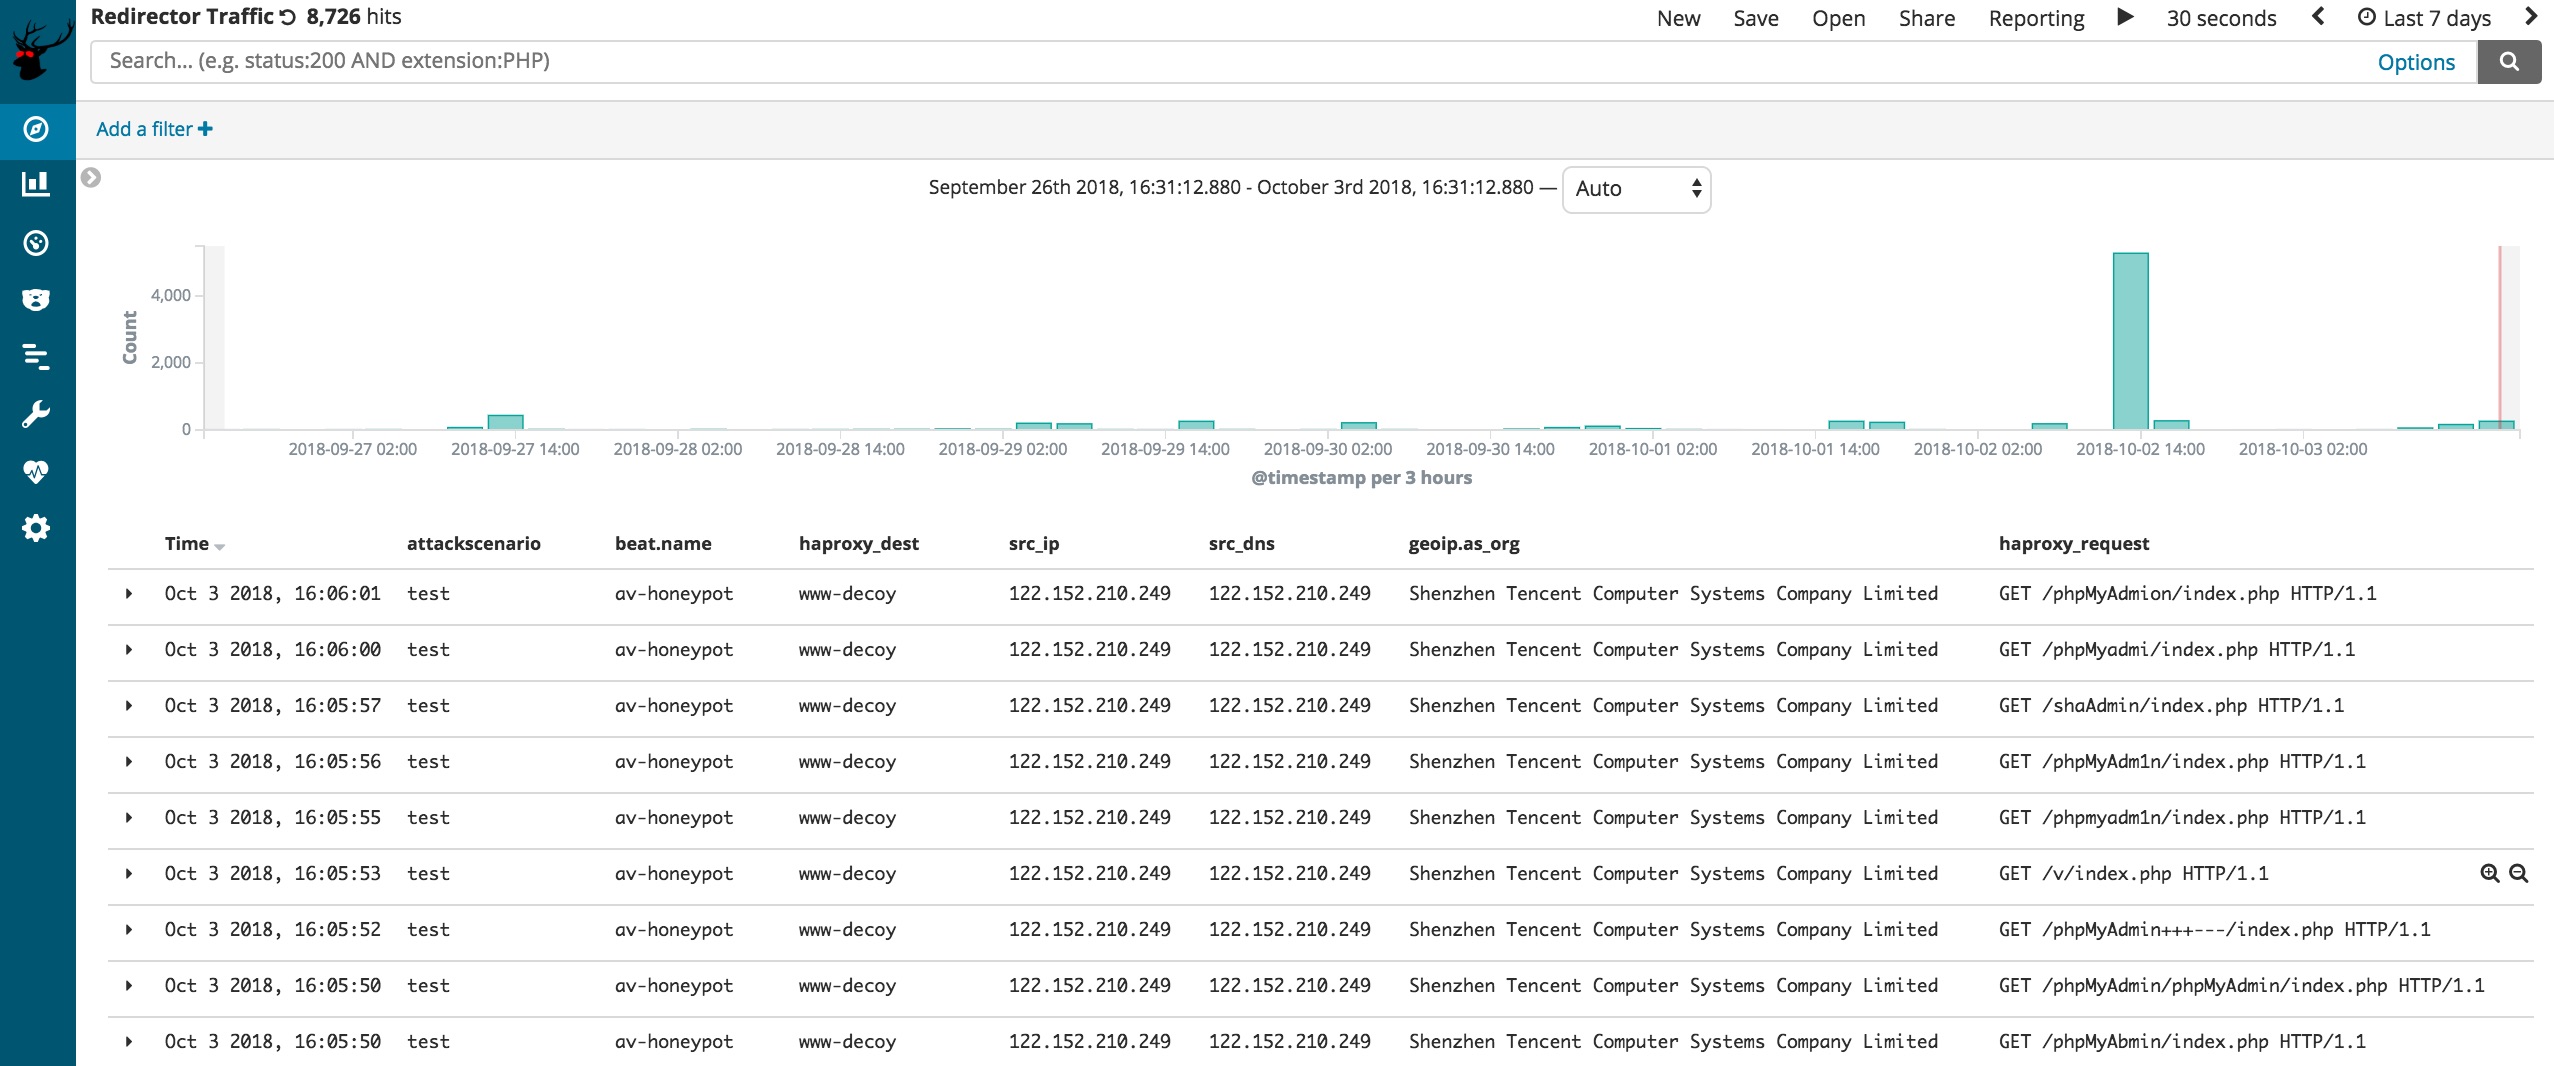 Redirector Traffic 8,726 hits New Save Open Share Reporting 30 seconds Last 7 days
Search... (e.g. status:200 AND extension:PHP) Options
Add a filter
September 26th 2018, 16:31:12.880 - October 3rd 2018, 16:31:12.880 — Auto
4,000
2,000
0
Count
2018-09-27 02:00 2018-09-27 14:00 2018-09-28 02:00 2018-09-28 14:00 2018-09-29 02:00 2018-09-29 14:00 2018-09-30 02:00 2018-09-30 14:00 2018-10-01 02:00 2018-10-01 14:00 2018-10-02 02:00 2018-10-02 14:00 2018-10-03 02:00
@timestamp per 3 hours
Time attackscenario beat.name haproxy_dest src_ip src_dns geoip.as_org haproxy_request
Oct 3 2018, 16:06:01 test av-honeypot www-decoy 122.152.210.249 122.152.210.249 Shenzhen Tencent Computer Systems Company Limited GET /phpMyAdmion/index.php HTTP/1.1
Oct 3 2018, 16:06:00 test av-honeypot www-decoy 122.152.210.249 122.152.210.249 Shenzhen Tencent Computer Systems Company Limited GET /phpMyadmi/index.php HTTP/1.1
Oct 3 2018, 16:05:57 test av-honeypot www-decoy 122.152.210.249 122.152.210.249 Shenzhen Tencent Computer Systems Company Limited GET /shaAdmin/index.php HTTP/1.1
Oct 3 2018, 16:05:56 test av-honeypot www-decoy 122.152.210.249 122.152.210.249 Shenzhen Tencent Computer Systems Company Limited GET /phpMyAdm1n/index.php HTTP/1.1
Oct 3 2018, 16:05:55 test av-honeypot www-decoy 122.152.210.249 122.152.210.249 Shenzhen Tencent Computer Systems Company Limited GET /phpmyadm1n/index.php HTTP/1.1
Oct 3 2018, 16:05:53 test av-honeypot www-decoy 122.152.210.249 122.152.210.249 Shenzhen Tencent Computer Systems Company Limited GET /v/index.php HTTP/1.1
Oct 3 2018, 16:05:52 test av-honeypot www-decoy 122.152.210.249 122.152.210.249 Shenzhen Tencent Computer Systems Company Limited GET /phpMyAdmin+++---/index.php HTTP/1.1
Oct 3 2018, 16:05:50 test av-honeypot www-decoy 122.152.210.249 122.152.210.249 Shenzhen Tencent Computer Systems Company Limited GET /phpMyAdmin/phpMyAdmin/index.php HTTP/1.1
Oct 3 2018, 16:05:50 test av-honeypot www-decoy 122.152.210.249 122.152.210.249 Shenzhen Tencent Computer Systems Company Limited GET /phpMyAbmin/index.php HTTP/1.1